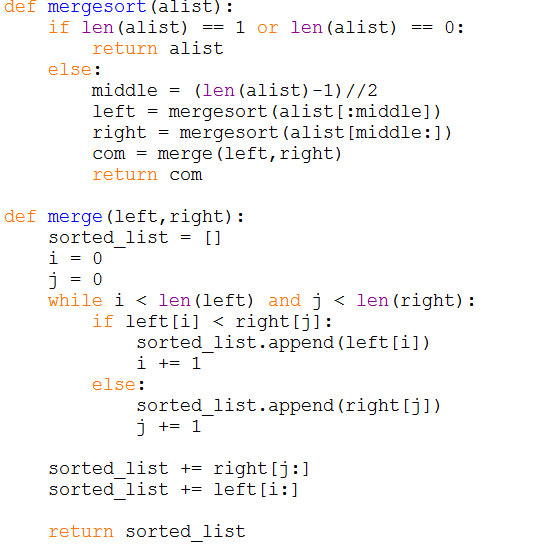 def mergesort(alist):
    if len(alist) == 1 or len(alist) == 0:
        return alist
    else:
        middle = (len(alist)-1)//2
        left = mergesort(alist[:middle])
        right = mergesort(alist[middle:])
        com = merge(left,right)
        return com

def merge(left,right):
    sorted_list = []
    i = 0
    j = 0
    while i < len(left) and j < len(right):
        if left[i] < right[j]:
            sorted_list.append(left[i])
            i += 1
        else:
            sorted_list.append(right[j])
            j += 1

    sorted_list += right[j:]
    sorted_list += left[i:]

    return sorted_list